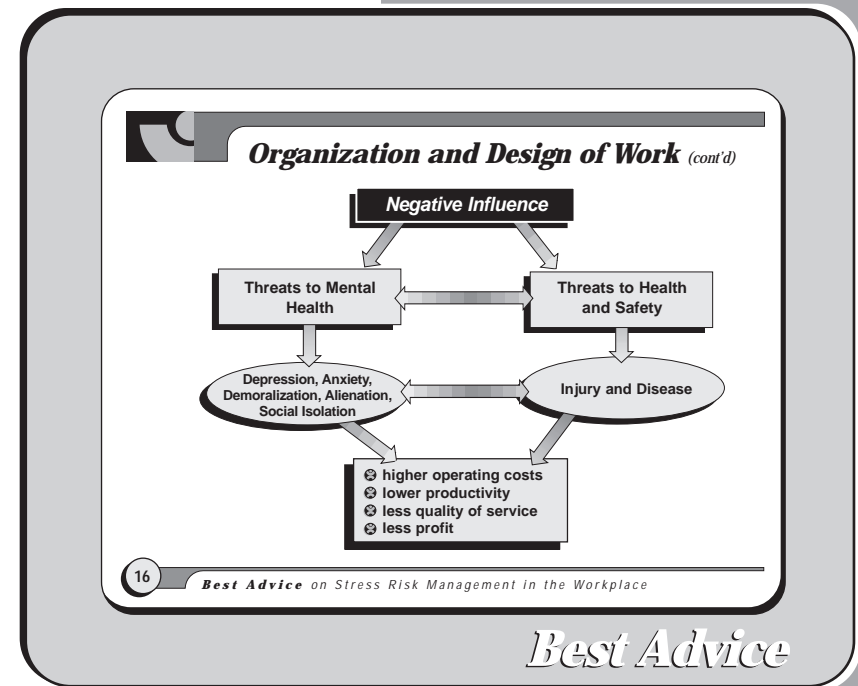 Organization and Design of Work (cont'd)
Negative Influence
Threats to Mental
Health
Threats to Health
and Safety
Depression, Anxiety,
Demoralization, Alienation,
Social Isolation
Injury and Disease
higher operating costs
lower productivity
less quality of service
less profit
16
Best Advice on Stress Risk Management in the Workplace
Best Advice